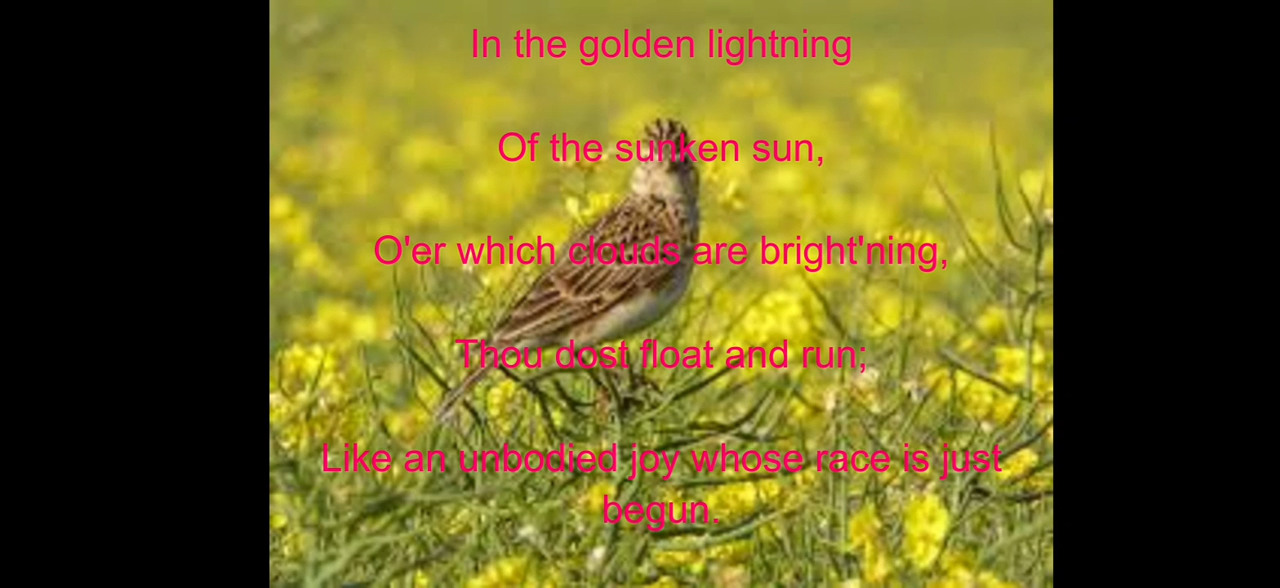 In the golden lightning
Of the sunken sun,
O'er which clouds are bright'ning,
Thou dost float and run;
Like an unbodied joy whose race is just
begun.